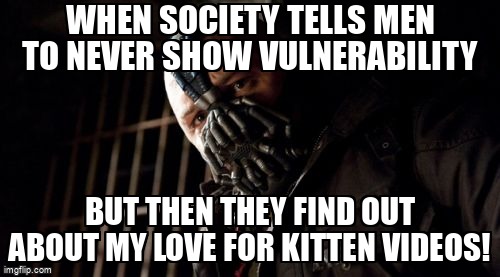 WHEN SOCIETY TELLS MEN
TO NEVER SHOW VULNERABILITY
BUT THEN THEY FIND OUT
ABOUT MY LOVE FOR KITTEN VIDEOS!
imgflip.com